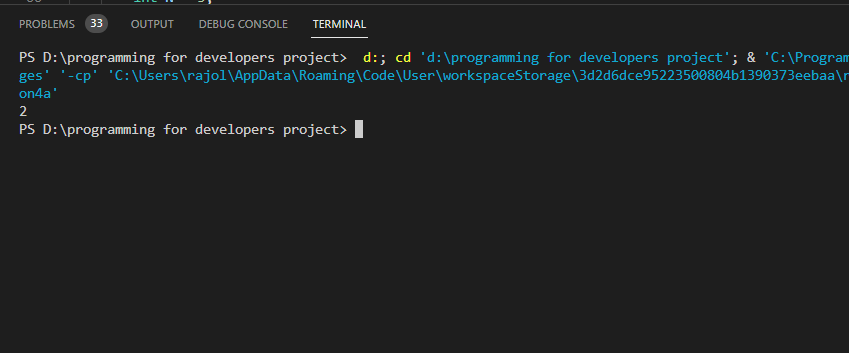 PROBLEMS 33 OUTPUT DEBUG CONSOLE TERMINAL
PS D:\programming for developers project>  d:; cd 'd:\programming for developers project'; & 'C:\Program
ges' '-cp' 'C:\Users\rajol\AppData\Roaming\Code\User\workspaceStorage\3d2d6dce95223500804b1390373eebaa\r
on4a'
2
PS D:\programming for developers project>